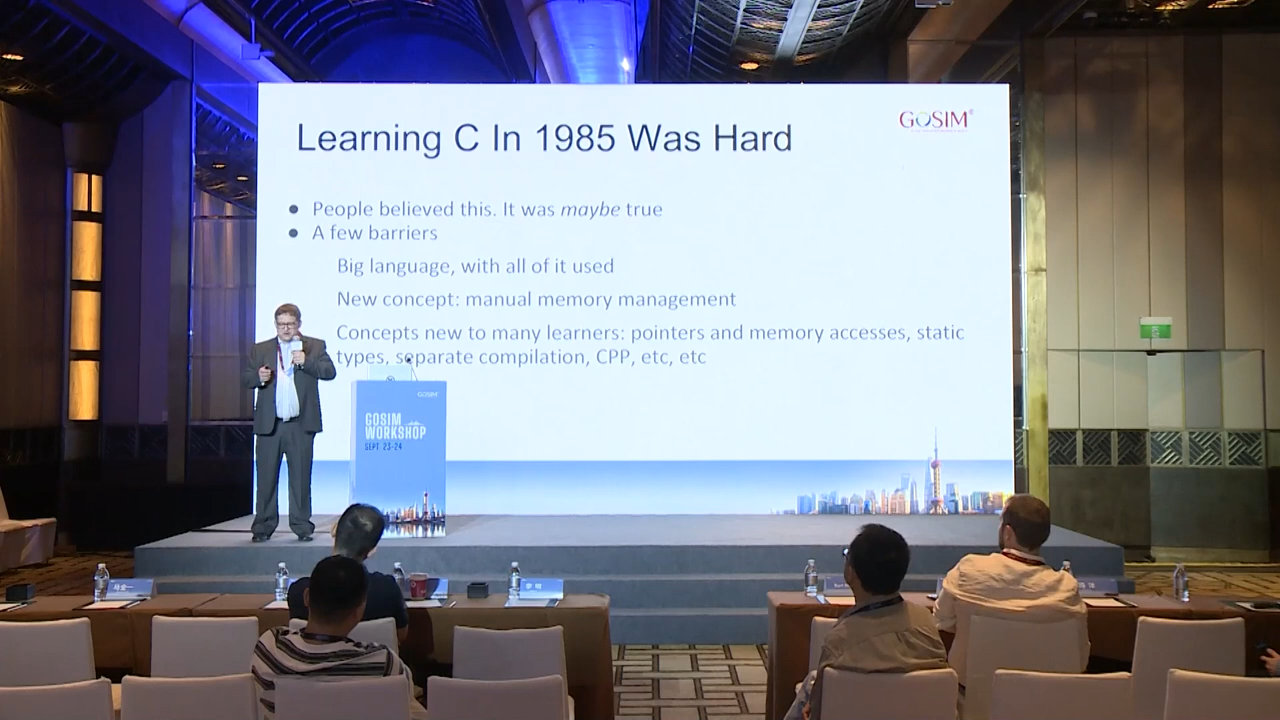 GOSIM
Learning C In 1985 Was Hard
● People believed this. It was maybe true
● A few barriers
Big language, with all of it used
New concept: manual memory management
Concepts new to many learners: pointers and memory accesses, static
types, separate compilation, CPP, etc, etc
GOSIM
GOSIM
WORKSHOP
SEPT 23-24